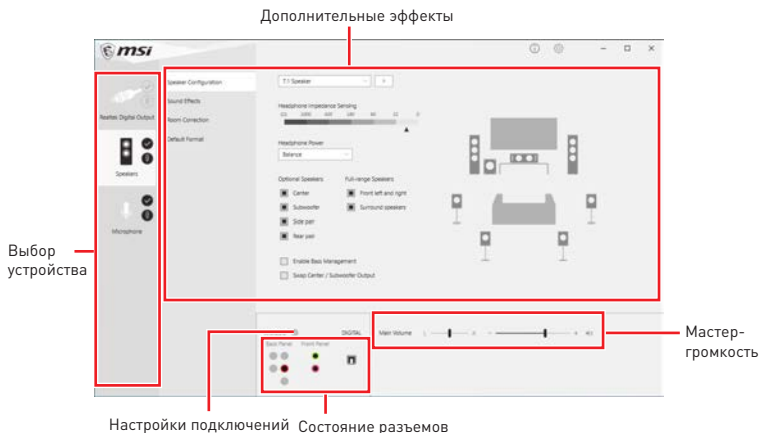 Дополнительные эффекты
msi
Speaker Configuration
7.1 Speaker
Sound Effects
Headphone Impedance Sensing
Realtek Digital Output
Room Correction
Default Format
Headphone Power
Balance
Speakers
Optional Speakers
Full-range Speakers
Center
Front left and right
Subwoofer
Surround speakers
Side pair
Rear pair
Microphone
Enable Bass Management
Swap Center / Subwoofer Output
Выбор
устройства
DIGITAL
Main Volume
L
R
Back Panel
Front Panel
Мастер-
громкость
Настройки подключений
Состояние разъемов